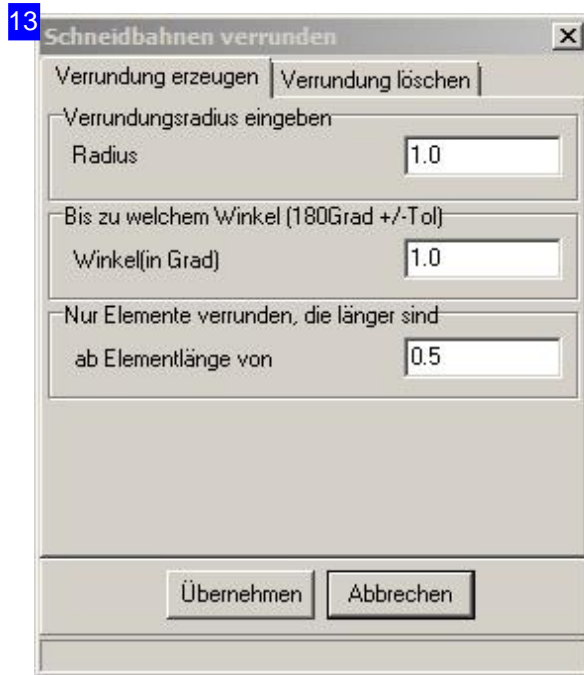 13
Schneidbahnen verrunden
Verrundung erzeugen Verrundung löschen
Verrundungsradius eingeben
Radius 1.0
Bis zu welchem Winkel (180Grad +/-Tol)
Winkel(in Grad) 1.0
Nur Elemente verrunden, die länger sind
ab Elementlänge von 0.5
Übernehmen Abbrechen